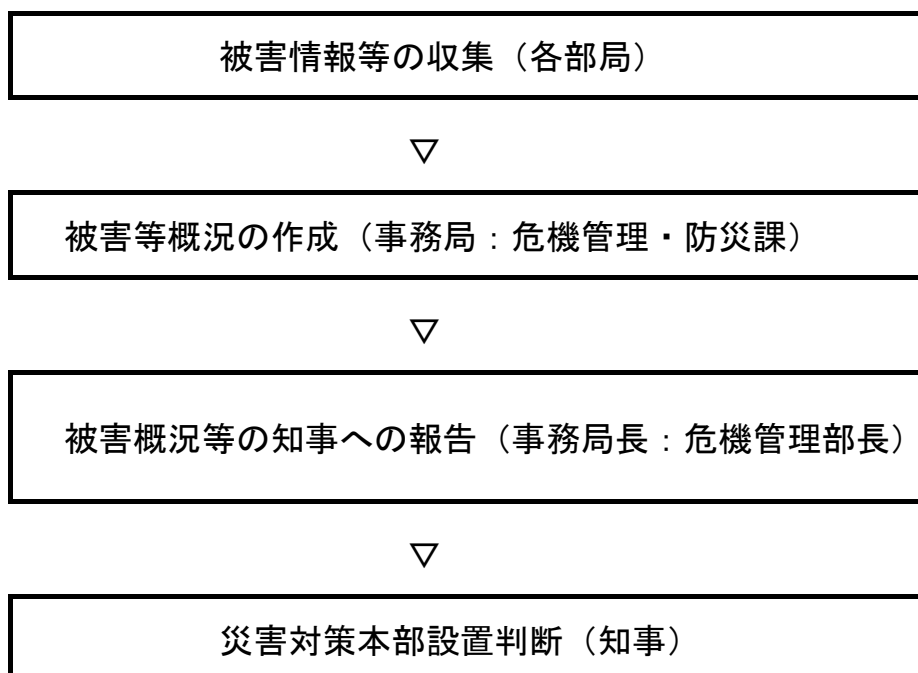 被害情報等の収集（各部局）
▽
被害等概況の作成（事務局：危機管理・防災課）
▽
被害概況等の知事への報告（事務局長：危機管理部長）
▽
災害対策本部設置判断（知事）